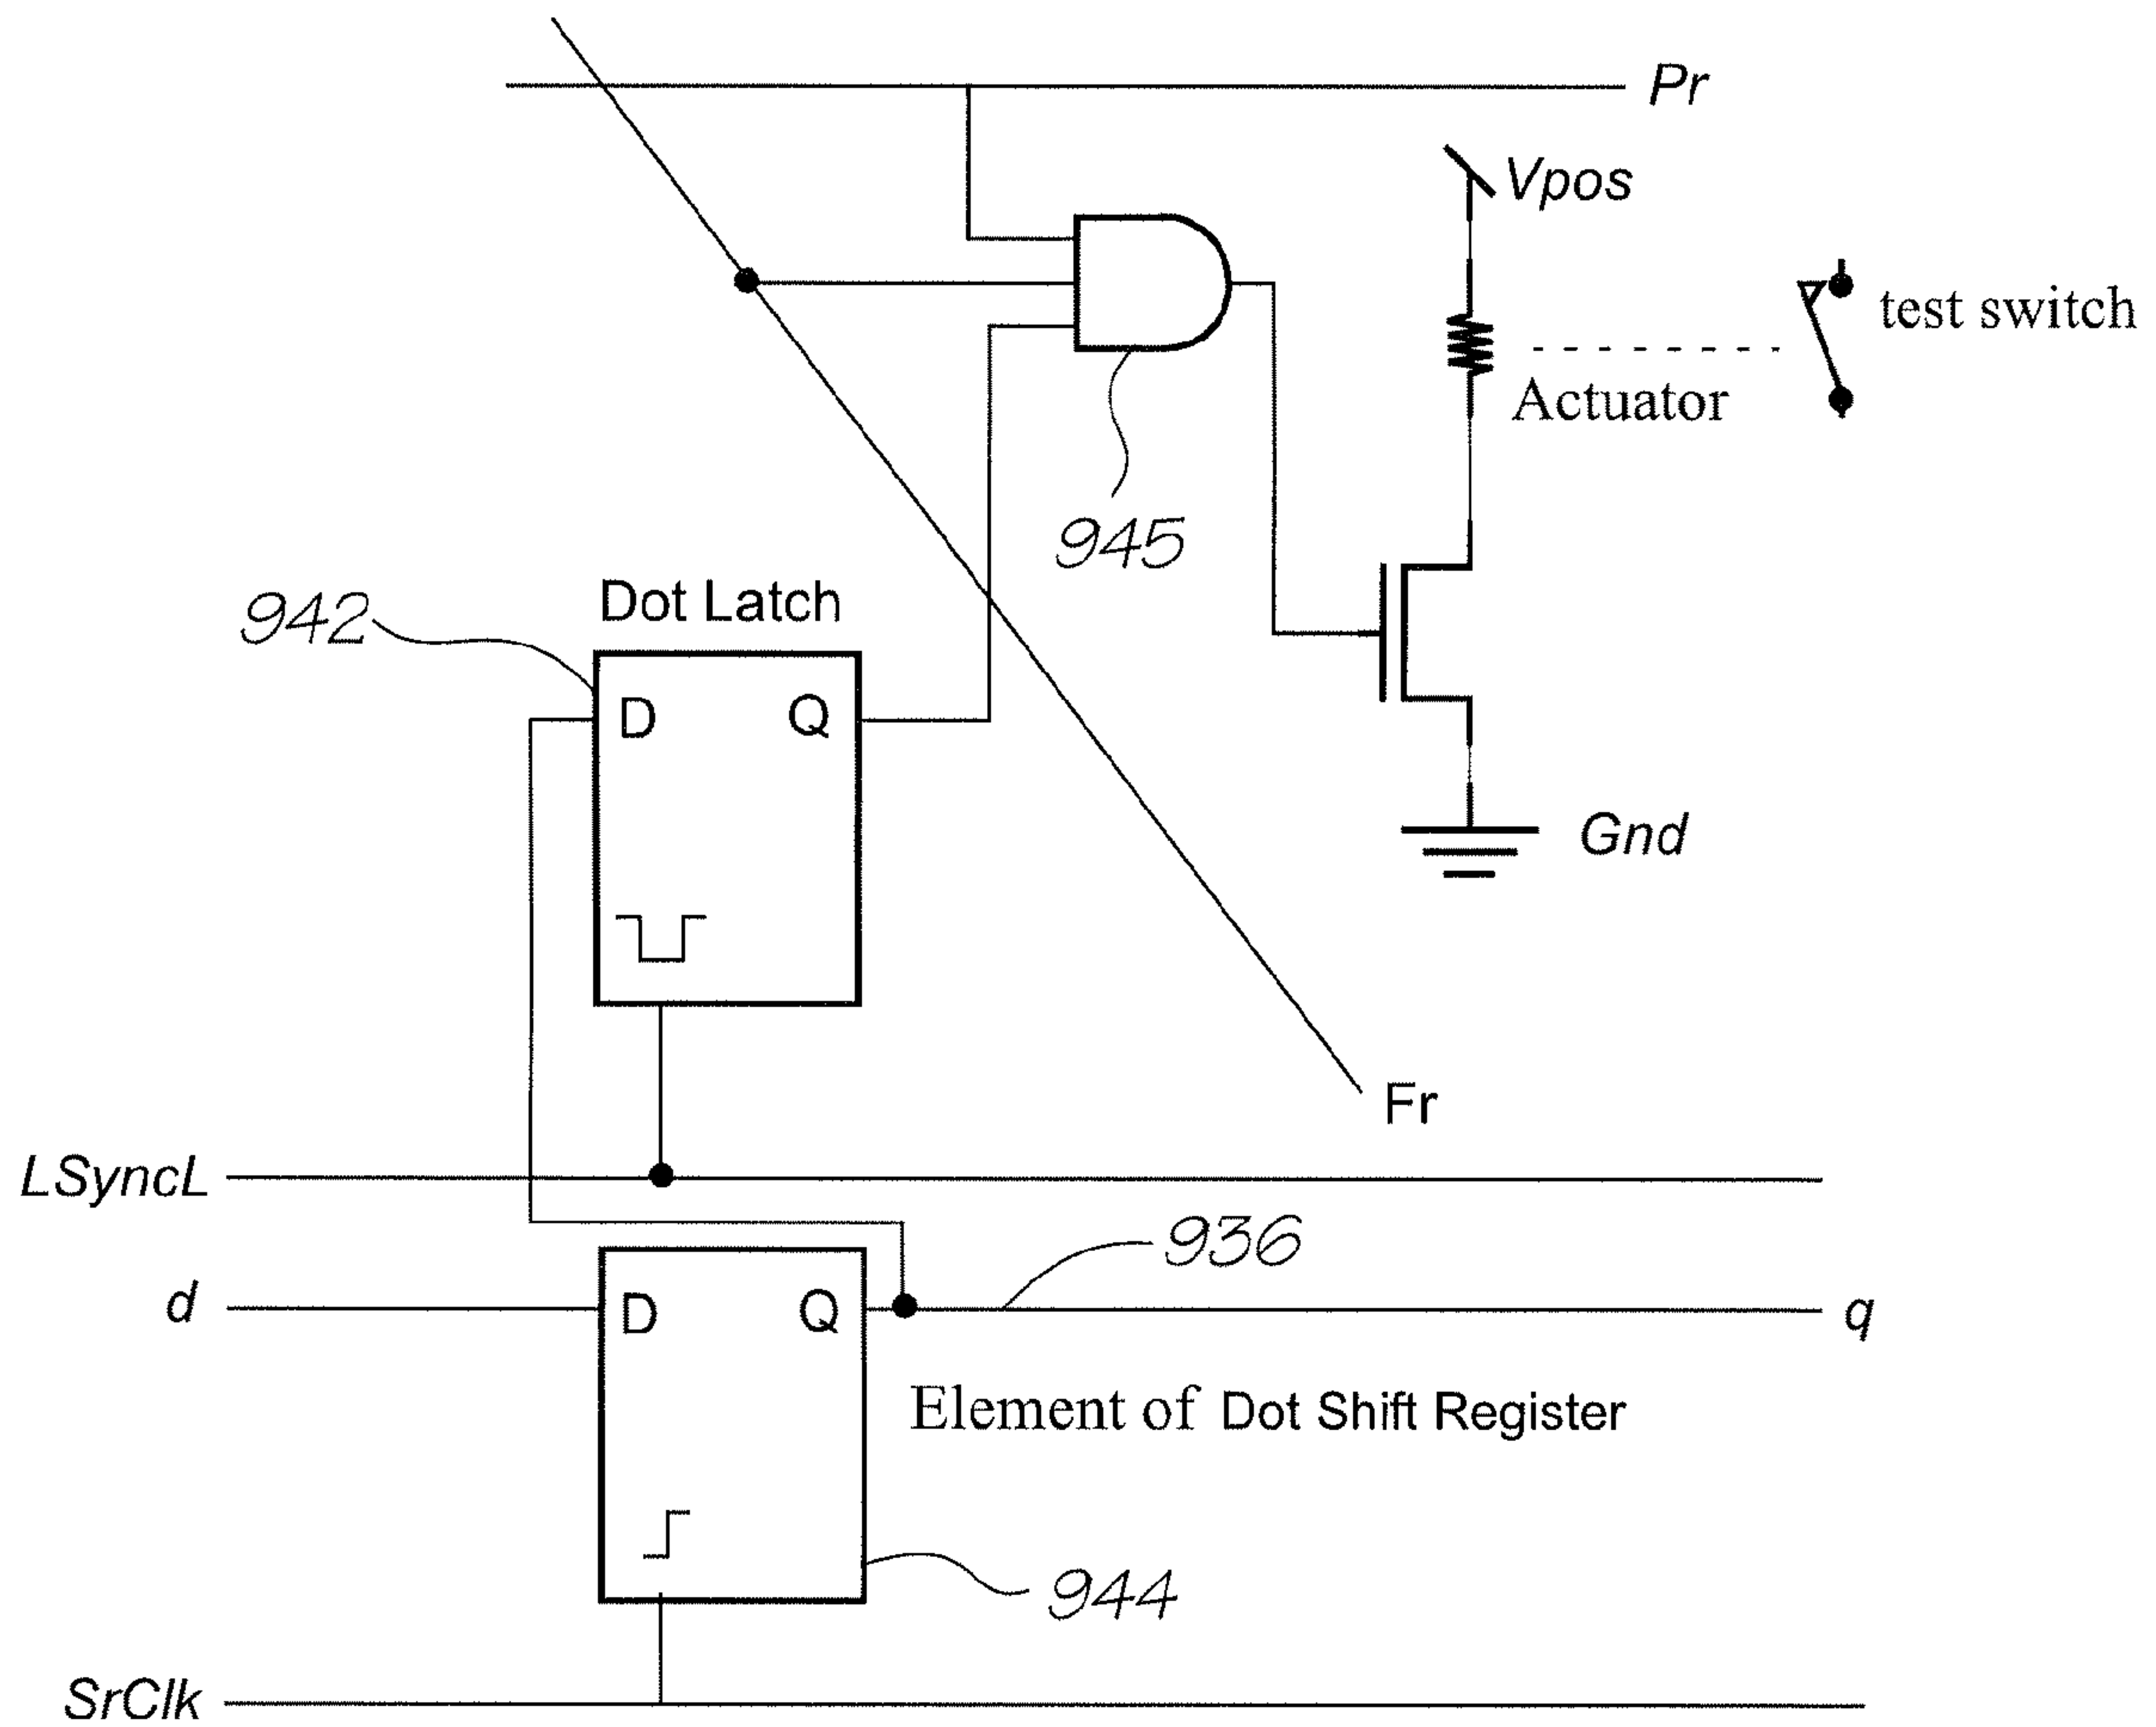 Pr
Vpos
test switch
Actuator
945
Dot Latch
942
D Q
Gnd
Fr
LSyncL
936
d
D Q
q
Element of Dot Shift Register
944
SrClk